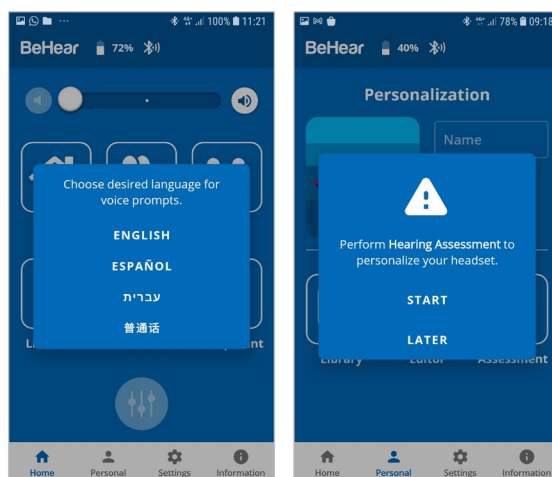 100% 11:21
BeHear 72%
Choose desired language for
voice prompts.
ENGLISH
ESPAÑOL
עברית
普通话
Home Personal Settings Information
78% 09:18
BeHear 40%
Personalization
Name
Perform Hearing Assessment to
personalize your headset.
START
LATER
Library Editor Assessment
Home Personal Settings Information